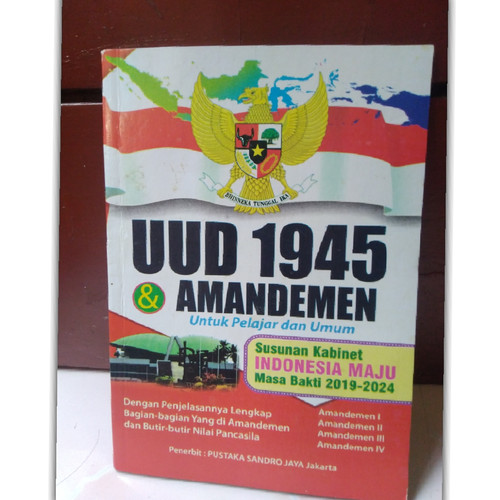 BHINNEKA TUNGGAL IKA
UUD 1945
& AMANDEMEN
Untuk Pelajar dan Umum
Susunan Kabinet
INDONESIA MAJU
Masa Bakti 2019-2024
Dengan Penjelasannya Lengkap
Bagian-bagian Yang di Amandemen
dan Butir-butir Nilai Pancasila
Amandemen I
Amandemen II
Amandemen III
Amandemen IV
Penerbit : PUSTAKA SANDRO JAYA Jakarta